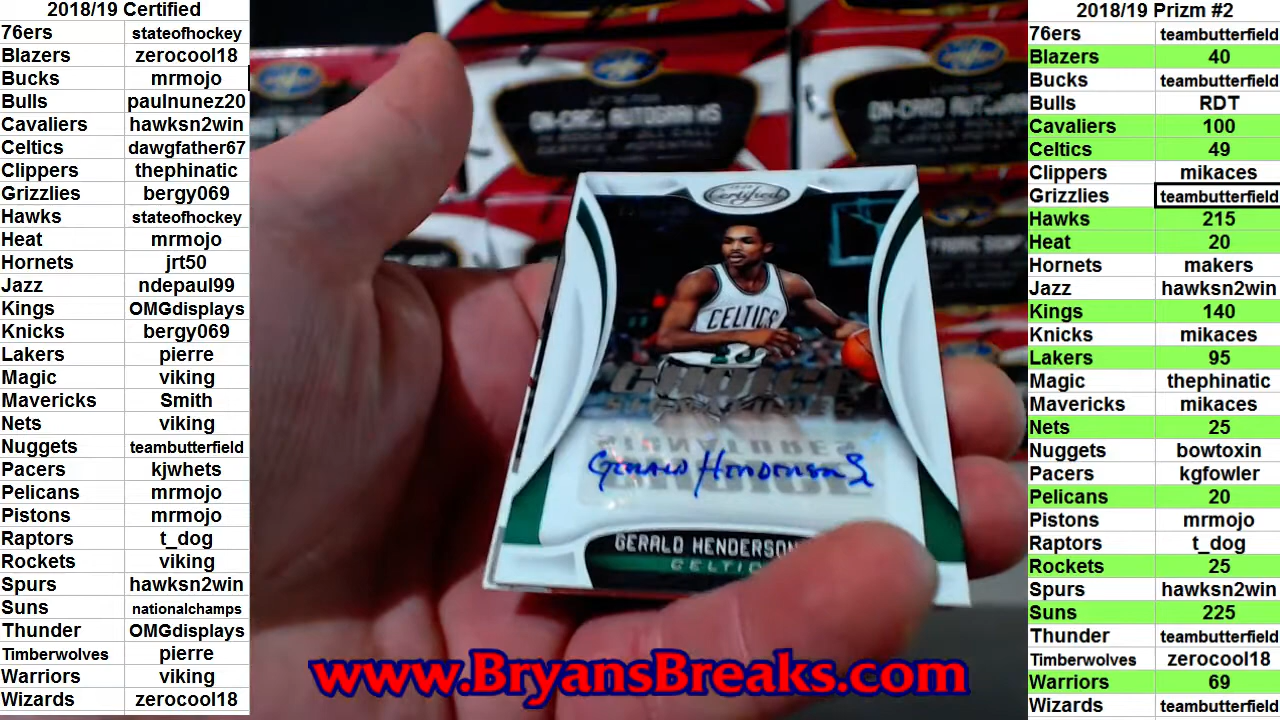 2018/19 Certified
76ers stateofhockey
Blazers zerocool18
Bucks mrmojo
Bulls paulnunez20
Cavaliers hawksn2win
Celtics dawgfather67
Clippers thephinatic
Grizzlies bergy069
Hawks stateofhockey
Heat mrmojo
Hornets jrt50
Jazz ndepaul99
Kings OMGdisplays
Knicks bergy069
Lakers pierre
Magic viking
Mavericks Smith
Nets viking
Nuggets teambutterfield
Pacers kjwhets
Pelicans mrmojo
Pistons mrmojo
Raptors t_dog
Rockets viking
Spurs hawksn2win
Suns nationalchamps
Thunder OMGdisplays
Timberwolves pierre
Warriors viking
Wizards zerocool18
ON-CARD AUTOGRAPHS
ON-CARD
Certified
CELTICS
CHOICE
SIGNATURES
Gerald Henderson
GERALD HENDERSON
CELTIC
www.BryansBreaks.com
2018/19 Prizm #2
76ers teambutterfield
Blazers 40
Bucks teambutterfield
Bulls RDT
Cavaliers 100
Celtics 49
Clippers mikaces
Grizzlies teambutterfield
Hawks 215
Heat 20
Hornets makers
Jazz hawksn2win
Kings 140
Knicks mikaces
Lakers 95
Magic thephinatic
Mavericks mikaces
Nets 25
Nuggets bowtoxin
Pacers kgfowler
Pelicans 20
Pistons mrmojo
Raptors t_dog
Rockets 25
Spurs hawksn2win
Suns 225
Thunder teambutterfield
Timberwolves zerocool18
Warriors 69
Wizards teambutterfield